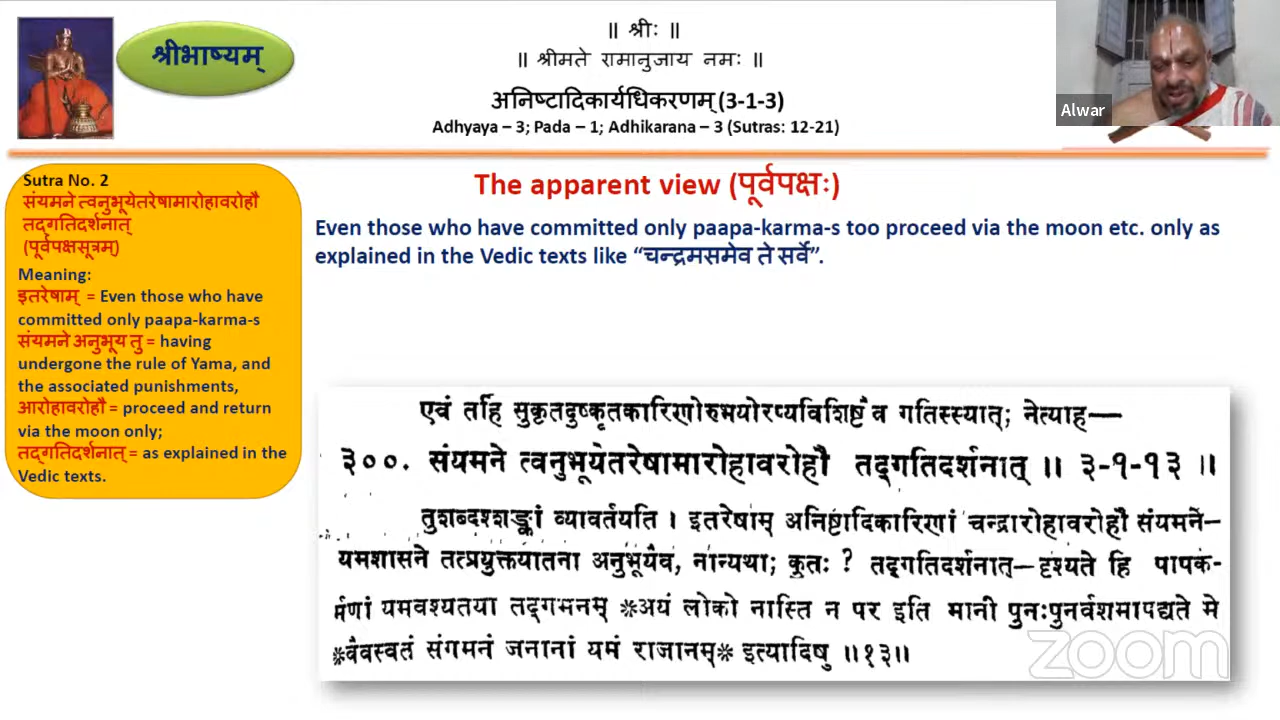 श्रीभाष्यम्
॥ श्रीः ॥
॥ श्रीमते रामानुजाय नमः ॥
अनिष्टादिकार्यधिकरणम् (3-1-3)
Adhyaya – 3; Pada – 1; Adhikarana – 3 (Sutras: 12-21)
Alwar
Sutra No. 2
संयमने त्वनुभूयेतरेषामारोहावरोहौ
तद्गतिदर्शनात्
(पूर्वपक्षसूत्रम्)
Meaning:
इतरेषाम् = Even those who have
committed only paapa-karma-s
संयमने अनुभूय तु = having
undergone the rule of Yama, and
the associated punishments,
आरोहावरोहौ = proceed and return
via the moon only;
तद्गतिदर्शनात् = as explained in the
Vedic texts.
The apparent view (पूर्वपक्षः)
Even those who have committed only paapa-karma-s too proceed via the moon etc. only as
explained in the Vedic texts like “चन्द्रमसमेव ते सर्वे”.
एवं तर्हि सुकृतदुष्कृतकारिणोरुभयोरप्यविशिष्टैव गतिस्स्यात्; नेत्याह—
३००. संयमने त्वनुभूयेतरेषामारोहावरोहौ तद्गतिदर्शनात् ॥ ३-१-१३ ॥
तुशब्दश्शङ्कां व्यावर्तयति । इतरेषाम् अनिष्टादिकारिणां चन्द्रारोहावरोहौ संयमने–
यमशासने तत्प्रयुक्तयातना अनुभूयैव, नान्यथा; कुतः ? तद्गतिदर्शनात्—दृश्यते हि पापक-
र्मणां यमवश्यतया तद्गमनम् *अयं लोको नास्ति न पर इति मानी पुनःपुनर्वशमापद्यते मे
*वैवस्वतं संगमनं जनानां यमं राजानम्* इत्यादिषु ॥१३॥
zoom